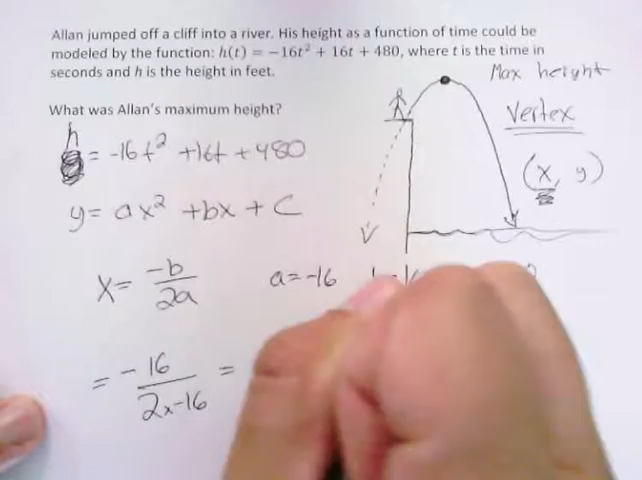 Allan jumped off a cliff into a river. His height as a function of time could be
modeled by the function: h(t) = −16t² + 16t + 480, where t is the time in
seconds and h is the height in feet.
Max height
What was Allan's maximum height?
Vertex
h = -16t² +16t + 480
(x, y)
y = ax² + bx + C
x = -b/2a
a = -16
= -16/2x-16 =